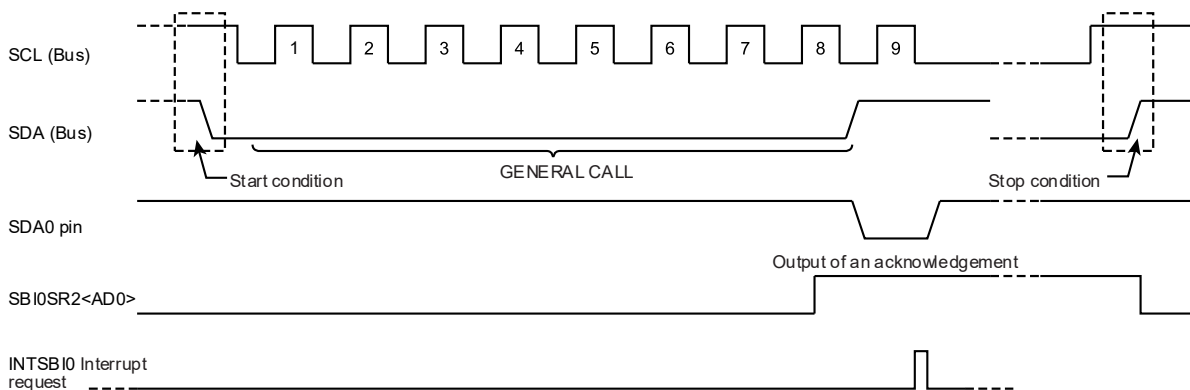 SCL (Bus)
1 2 3 4 5 6 7 8 9
SDA (Bus)
Start condition
GENERAL CALL
Stop condition
SDA0 pin
Output of an acknowledgement
SBI0SR2<AD0>
INTSBI0 Interrupt
request